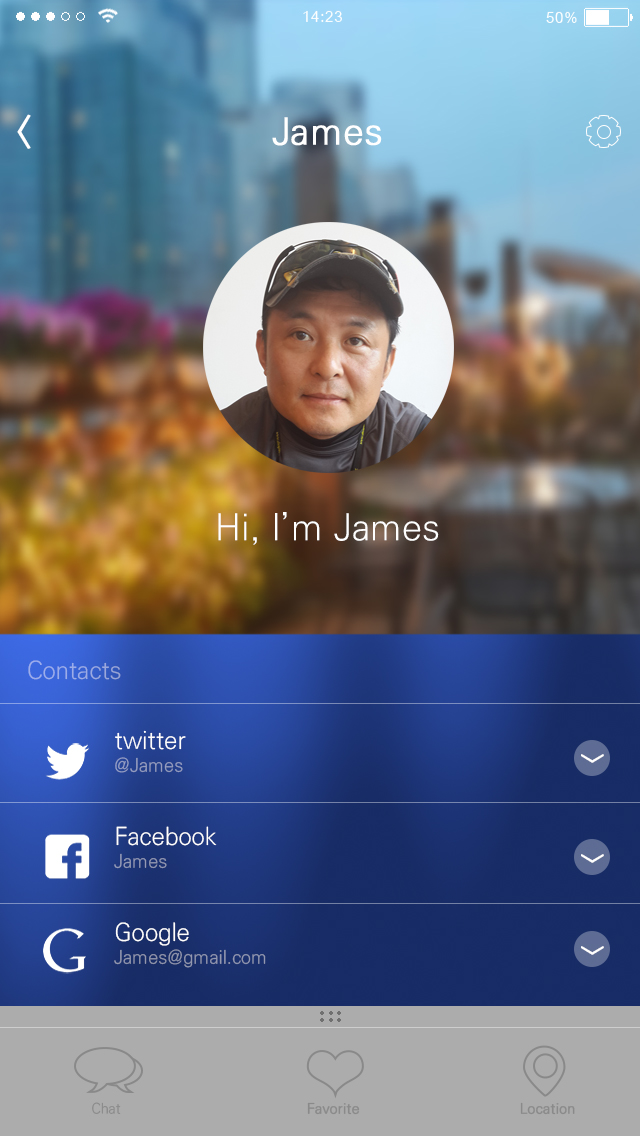 14:23
50%
James
Hi, I’m James
Contacts
twitter
@James
Facebook
James
Google
James@gmail.com
Chat
Favorite
Location